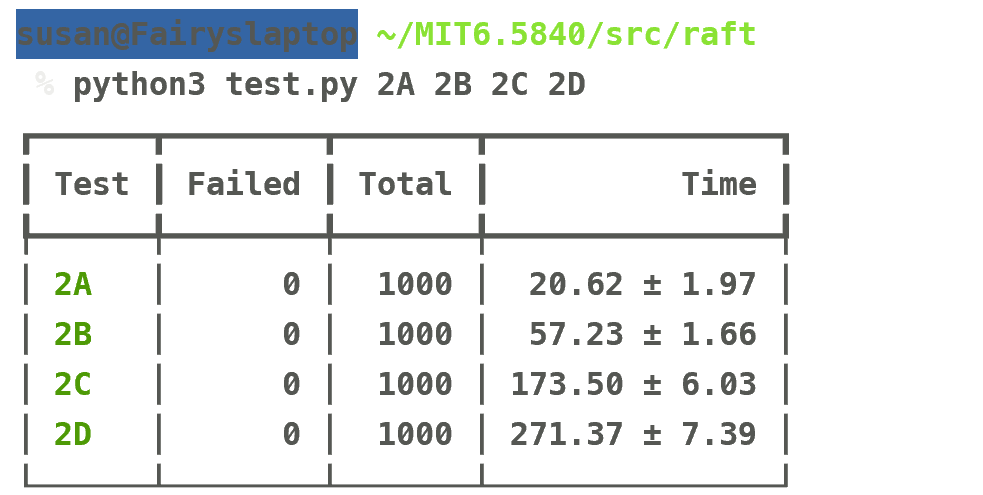 susan@Fairyslaptop ~/MIT6.5840/src/raft
% python3 test.py 2A 2B 2C 2D
Test Failed Total Time
2A 0 1000 20.62 ± 1.97
2B 0 1000 57.23 ± 1.66
2C 0 1000 173.50 ± 6.03
2D 0 1000 271.37 ± 7.39